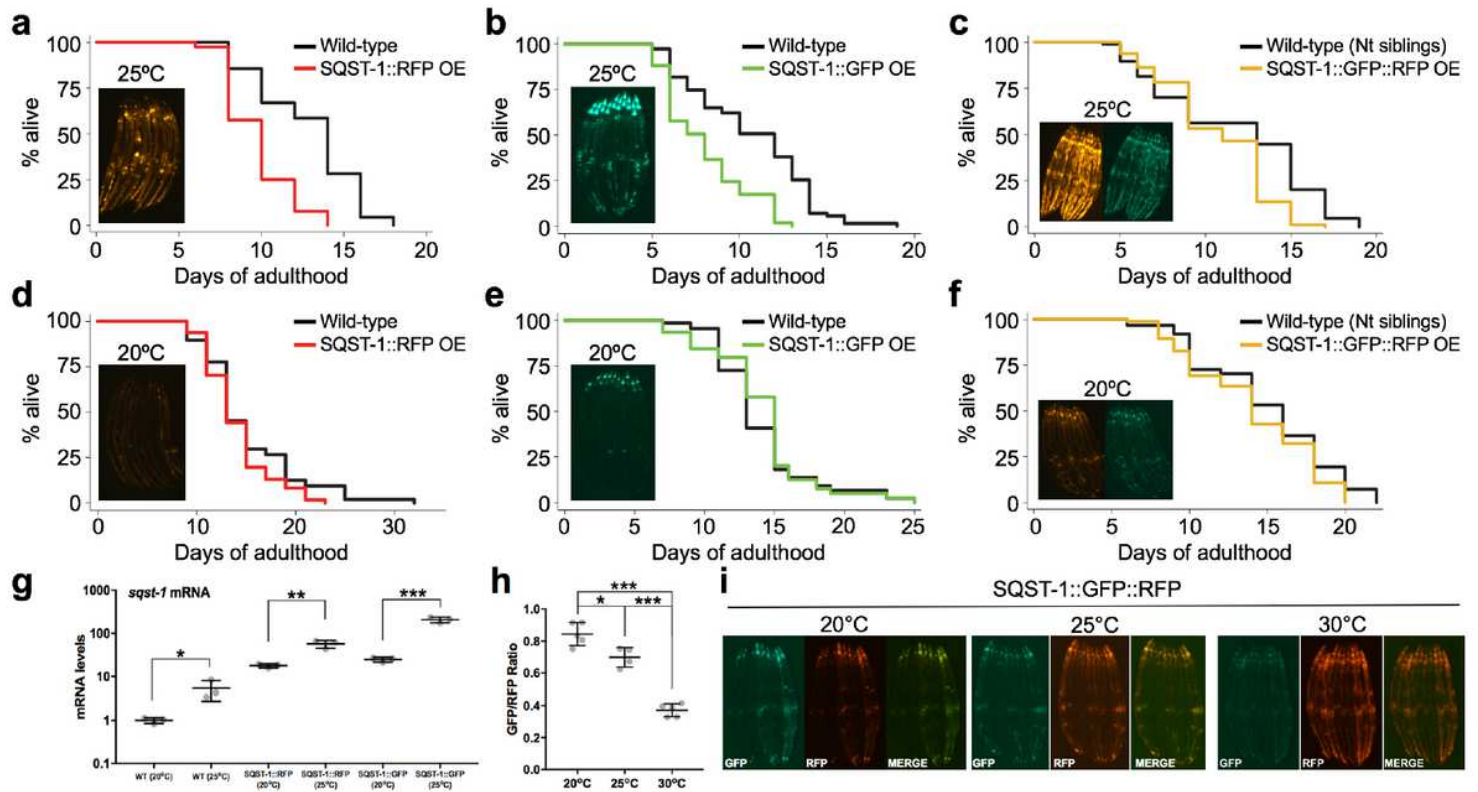 a
100
75
50
25
0
% alive
Wild-type
SQST-1::RFP OE
25ºC
0 5 10 15 20
Days of adulthood
b
100
75
50
25
0
% alive
Wild-type
SQST-1::GFP OE
25ºC
0 5 10 15 20
Days of adulthood
c
100
75
50
25
0
% alive
Wild-type (Nt siblings)
SQST-1::GFP::RFP OE
25ºC
0 5 10 15 20
Days of adulthood
d
100
75
50
25
0
% alive
Wild-type
SQST-1::RFP OE
20ºC
0 10 20 30
Days of adulthood
e
100
75
50
25
0
% alive
Wild-type
SQST-1::GFP OE
20ºC
0 5 10 15 20 25
Days of adulthood
f
100
75
50
25
0
% alive
Wild-type (Nt siblings)
SQST-1::GFP::RFP OE
20ºC
0 5 10 15 20
Days of adulthood
g
sqst-1 mRNA
1000
100
10
1
0.1
mRNA levels
*
**
***
WT (20ºC)
WT (25ºC)
SQST-1::RFP
(20ºC)
SQST-1::RFP
(25ºC)
SQST-1::GFP
(20ºC)
SQST-1::GFP
(25ºC)
h
1.0
0.8
0.6
0.4
0.2
0.0
GFP/RFP Ratio
***
* ***
20ºC 25ºC 30ºC
i
SQST-1::GFP::RFP
20ºC 25ºC 30ºC
GFP RFP MERGE GFP RFP MERGE GFP RFP MERGE